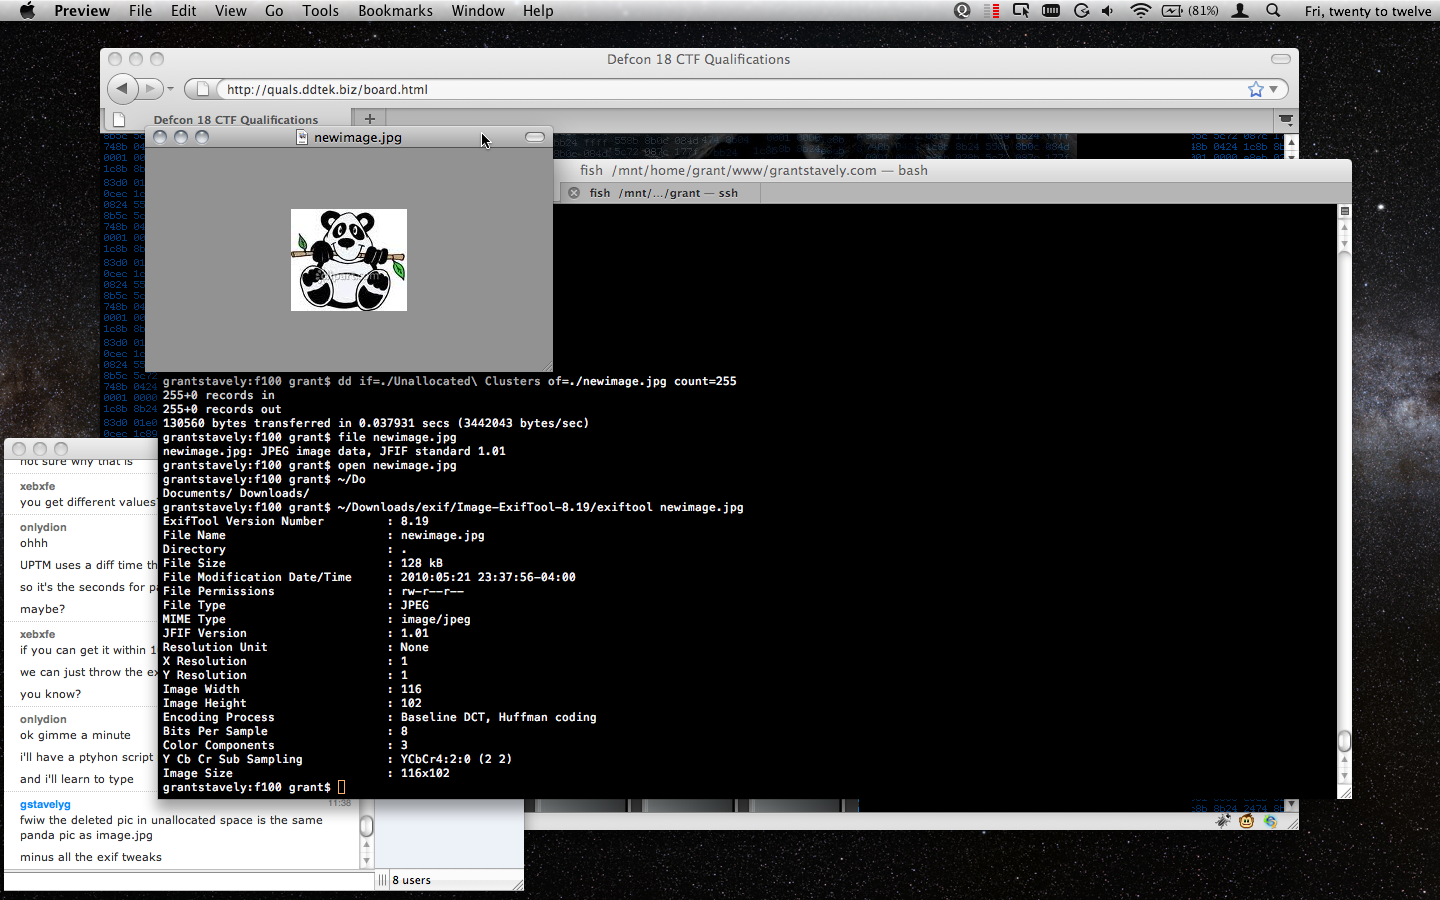 Preview File Edit View Go Tools Bookmarks Window Help (81%) Fri, twenty to twelve
Defcon 18 CTF Qualifications
http://quals.ddtek.biz/board.html
Defcon 18 CTF Qualifications
newimage.jpg
fish /mnt/home/grant/www/grantstavely.com — bash
fish /mnt/.../grant — ssh
grantstavely:f100 grant$ dd if=./Unallocated\ Clusters of=./newimage.jpg count=255
255+0 records in
255+0 records out
130560 bytes transferred in 0.037931 secs (3442043 bytes/sec)
grantstavely:f100 grant$ file newimage.jpg
newimage.jpg: JPEG image data, JFIF standard 1.01
grantstavely:f100 grant$ open newimage.jpg
grantstavely:f100 grant$ ~/Do
Documents/ Downloads/
grantstavely:f100 grant$ ~/Downloads/exif/Image-ExifTool-8.19/exiftool newimage.jpg
ExifTool Version Number : 8.19
File Name : newimage.jpg
Directory : .
File Size : 128 kB
File Modification Date/Time : 2010:05:21 23:37:56-04:00
File Permissions : rw-r--r--
File Type : JPEG
MIME Type : image/jpeg
JFIF Version : 1.01
Resolution Unit : None
X Resolution : 1
Y Resolution : 1
Image Width : 116
Image Height : 102
Encoding Process : Baseline DCT, Huffman coding
Bits Per Sample : 8
Color Components : 3
Y Cb Cr Sub Sampling : YCbCr4:2:0 (2 2)
Image Size : 116x102
grantstavely:f100 grant$
not sure why that is
xebxfe
you get different values?
onlydion
ohhh
UPTM uses a diff time th
so it's the seconds for pa
maybe?
xebxfe
if you can get it within 1
we can just throw the ex
you know?
onlydion
ok gimme a minute
i'll have a ptyhon script
and i'll learn to type
gstavelyg 11:38
fwiw the deleted pic in unallocated space is the same
panda pic as image.jpg
minus all the exif tweaks
8 users